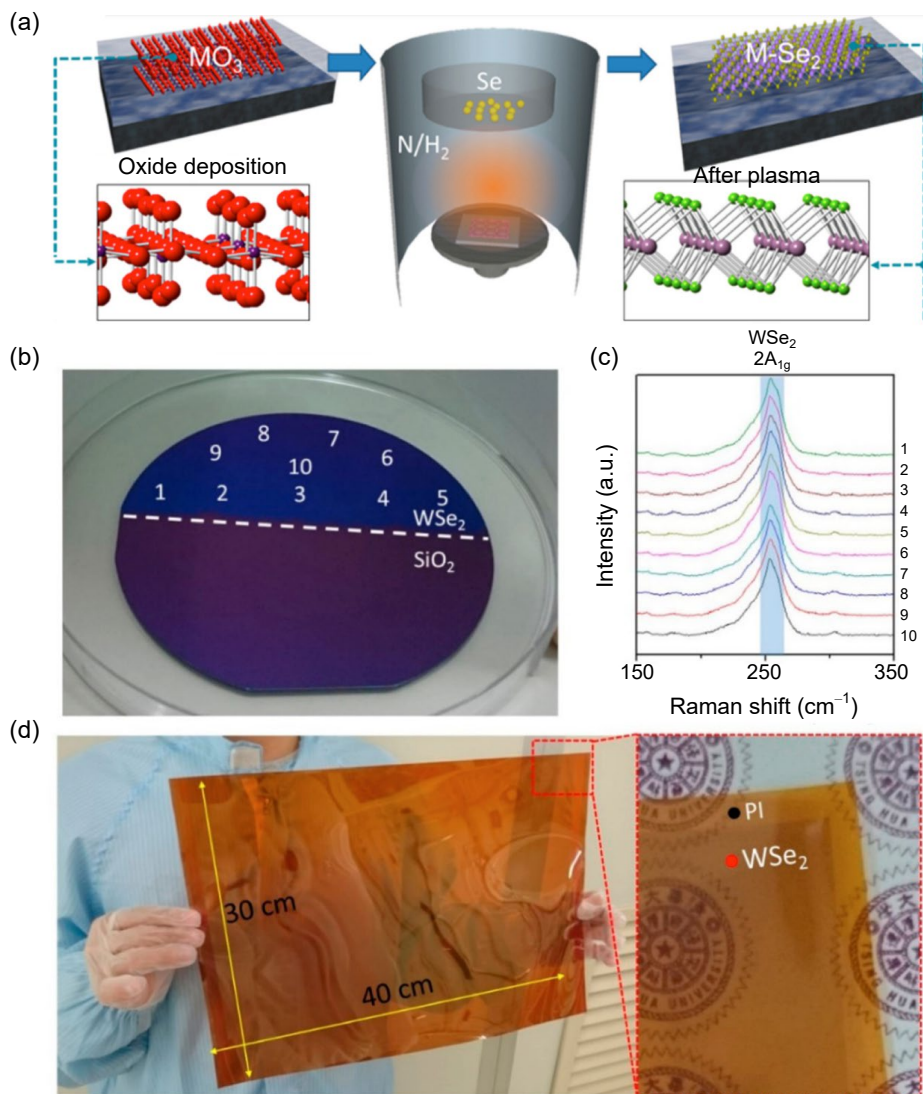 (a)
MO3
Se
N/H2
M-Se2
Oxide deposition
After plasma
(b)
8
7
9
6
10
1
2
3
4
5
WSe2
SiO2
(c)
WSe2
2A1g
Intensity (a.u.)
1
2
3
4
5
6
7
8
9
10
150
250
350
Raman shift (cm−1)
(d)
30 cm
40 cm
PI
WSe2